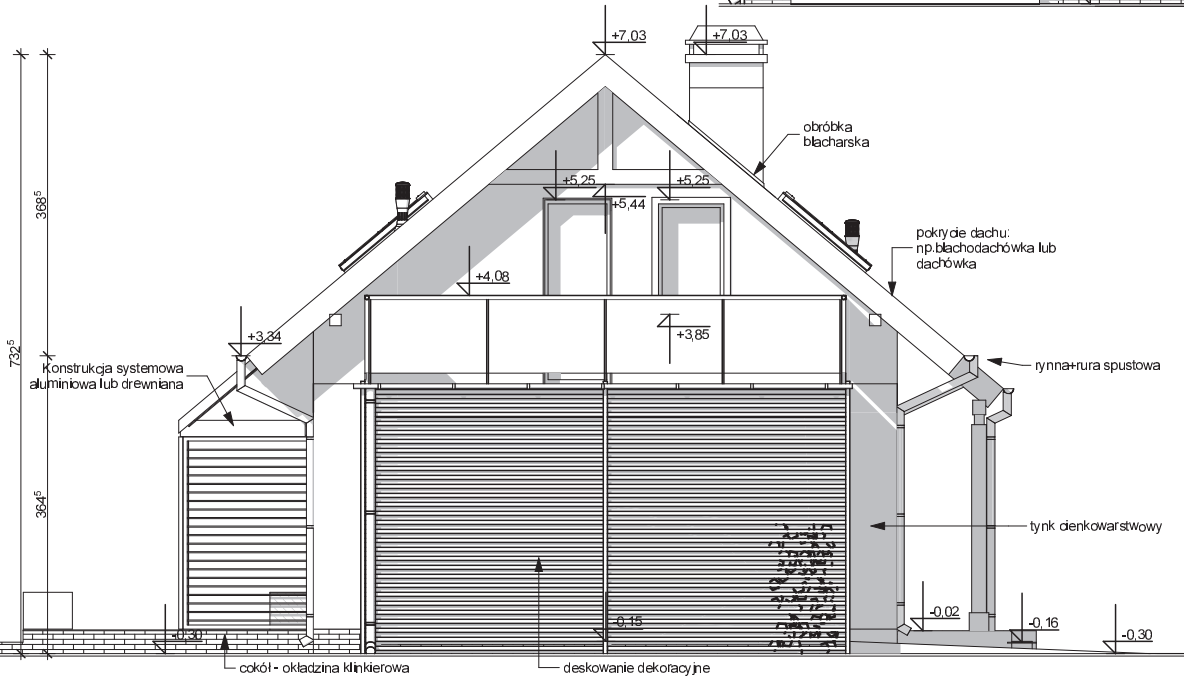 +7,03
+7,03
obróbka
blacharska
+5,25
+5,25
+5,44
368⁵
pokrycie dachu:
np.blachodachówka lub
dachówka
+4,08
+3,85
+3,34
732⁵
Konstrukcja systemowa
aluminiowa lub drewniana
rynna+rura spustowa
364⁵
tynk cienkowarstwowy
-0,02
-0,15
-0,16
-0,30
-0,30
cokół - okładzina klinkierowa
deskowanie dekoracyjne